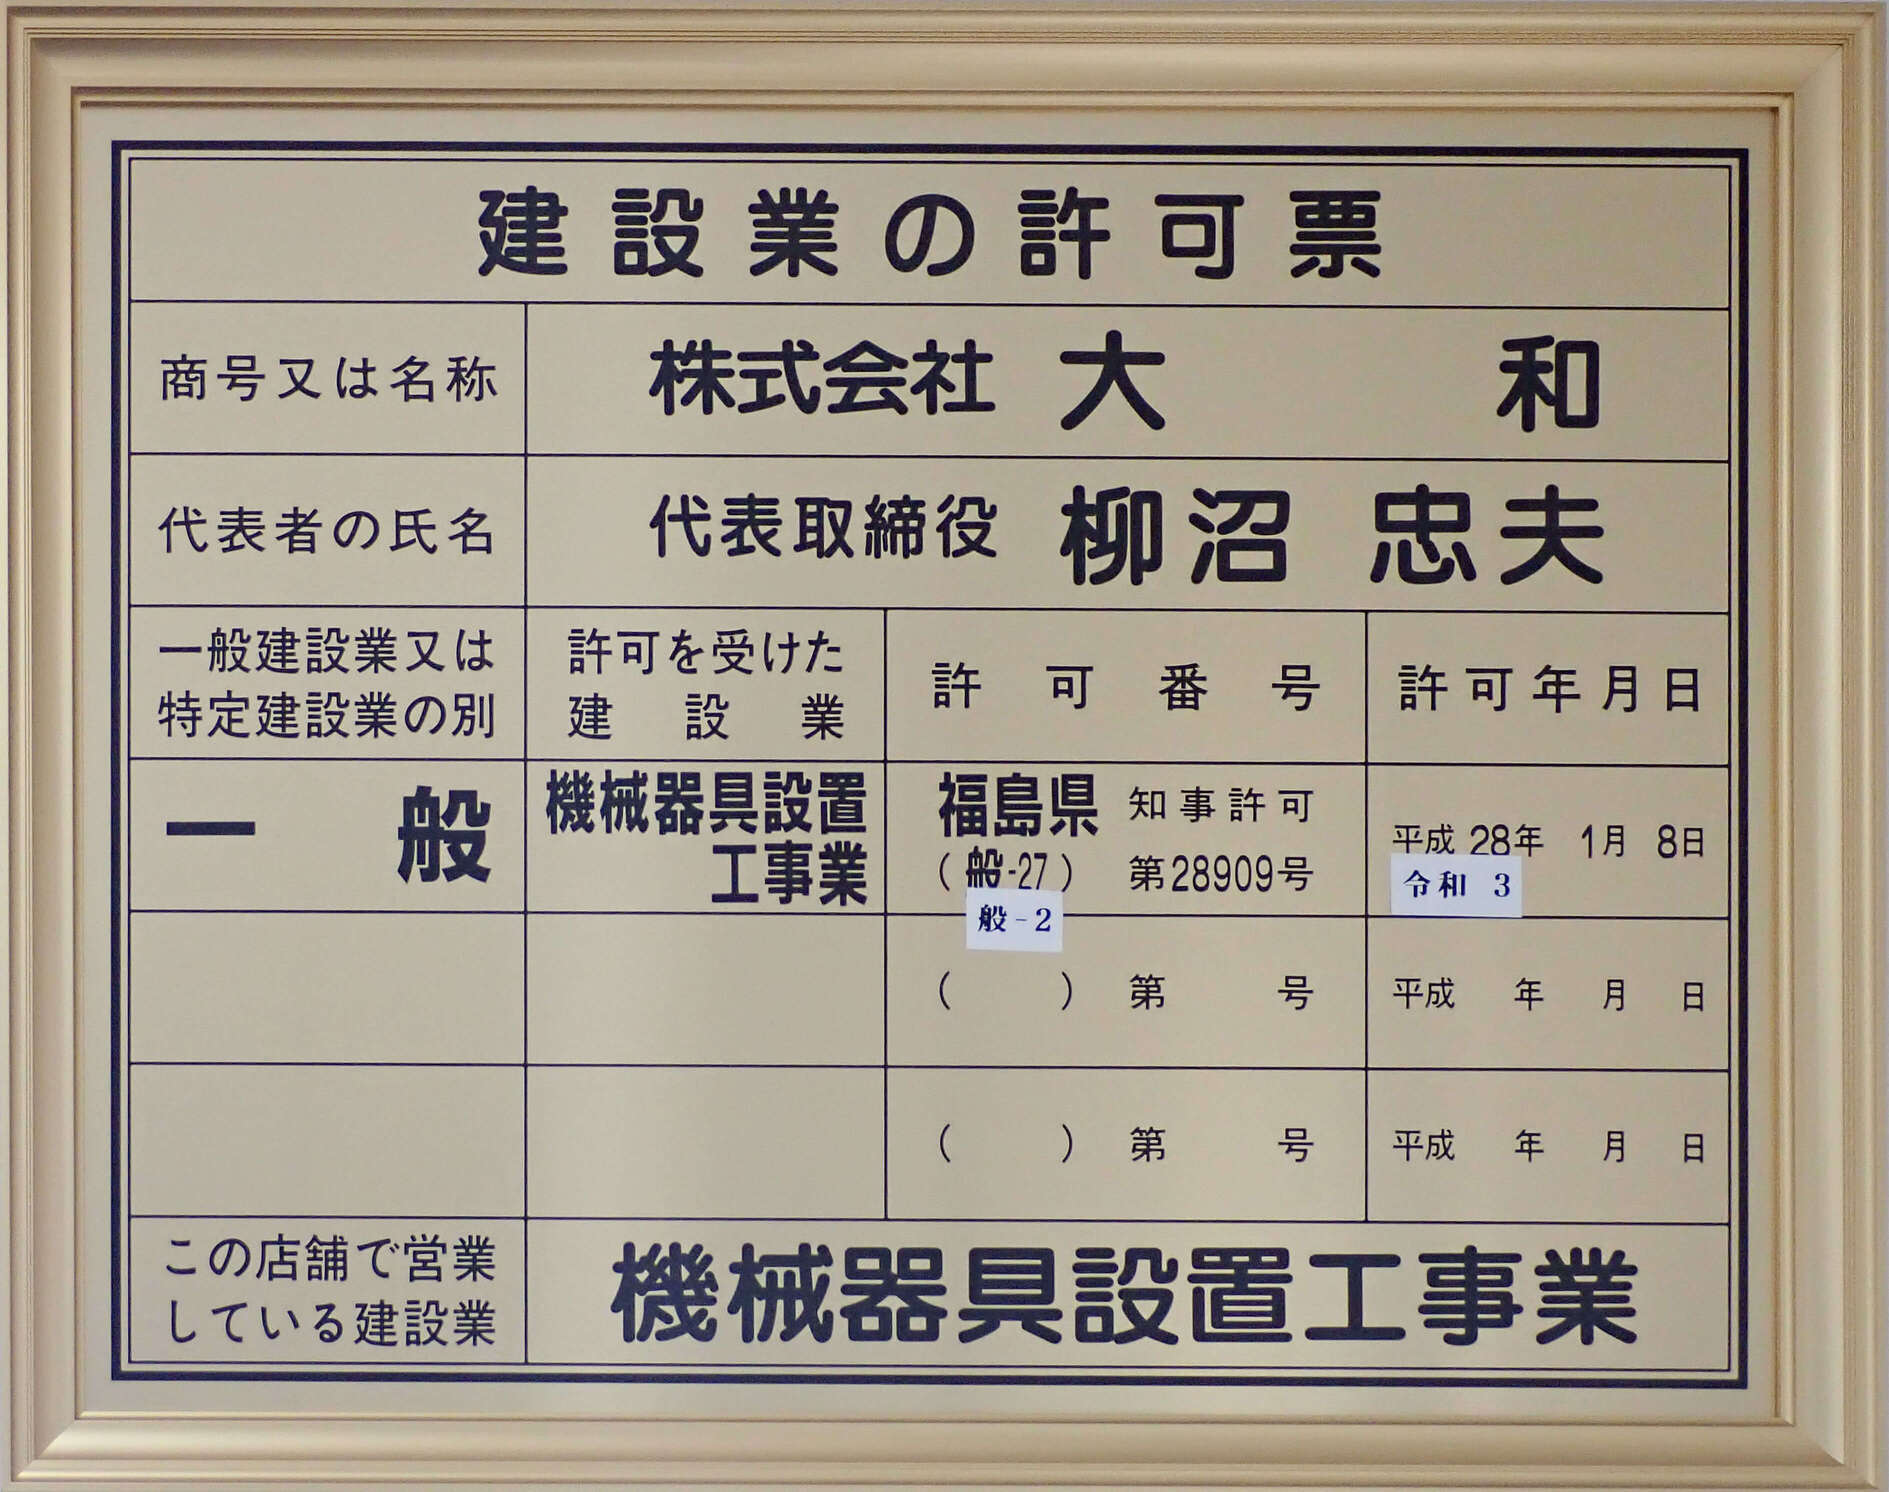 建設業の許可票
商号又は名称 株式会社 大 和
代表者の氏名 代表取締役 柳沼 忠夫
一般建設業又は
特定建設業の別
許可を受けた
建設業
許可番号
許可年月日
一般
機械器具設置
工事業
福島県 知事許可
(般-27) 第28909号
般-2
平成28年 1月 8日
令和 3
( ) 第 号
平成 年 月 日
( ) 第 号
平成 年 月 日
この店舗で営業
している建設業
機械器具設置工事業